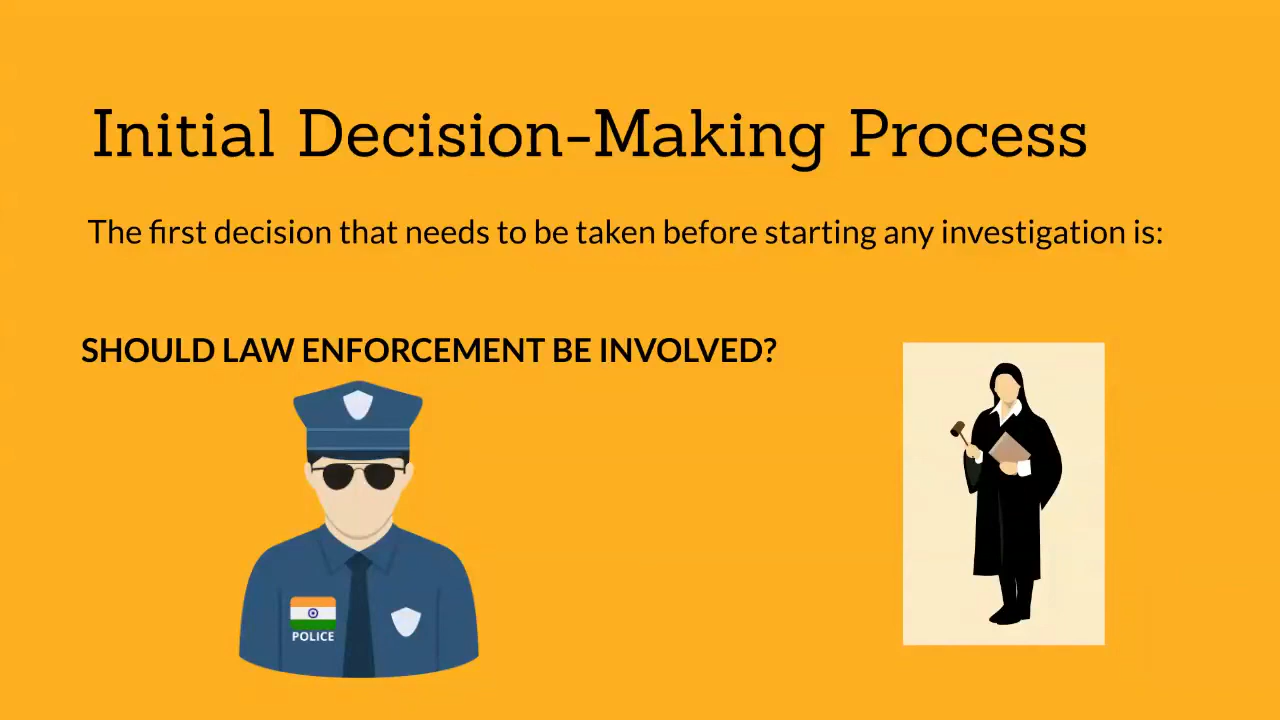 Initial Decision-Making Process
The first decision that needs to be taken before starting any investigation is:
SHOULD LAW ENFORCEMENT BE INVOLVED?
POLICE